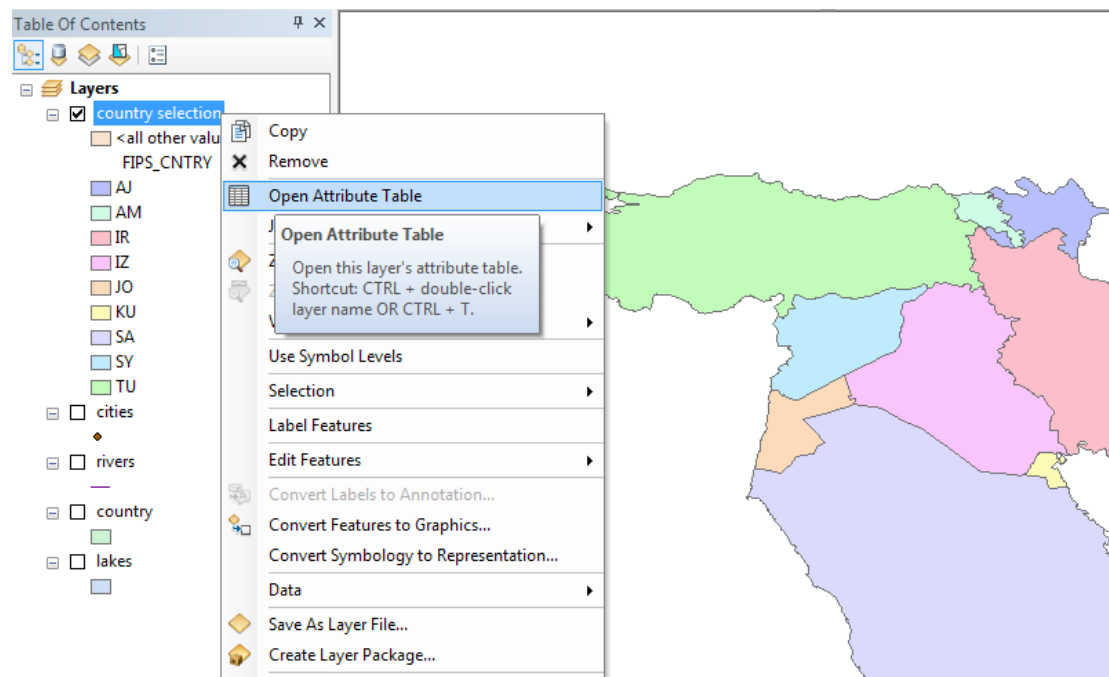 Table Of Contents
Layers
country selection
<all other valu
FIPS_CNTRY
AJ
AM
IR
IZ
JO
KU
SA
SY
TU
cities
rivers
country
lakes
Copy
Remove
Open Attribute Table
J
Open Attribute Table
Open this layer's attribute table.
Shortcut: CTRL + double-click
layer name OR CTRL + T.
Z
Z
V
Use Symbol Levels
Selection
Label Features
Edit Features
Convert Labels to Annotation...
Convert Features to Graphics...
Convert Symbology to Representation...
Data
Save As Layer File...
Create Layer Package...